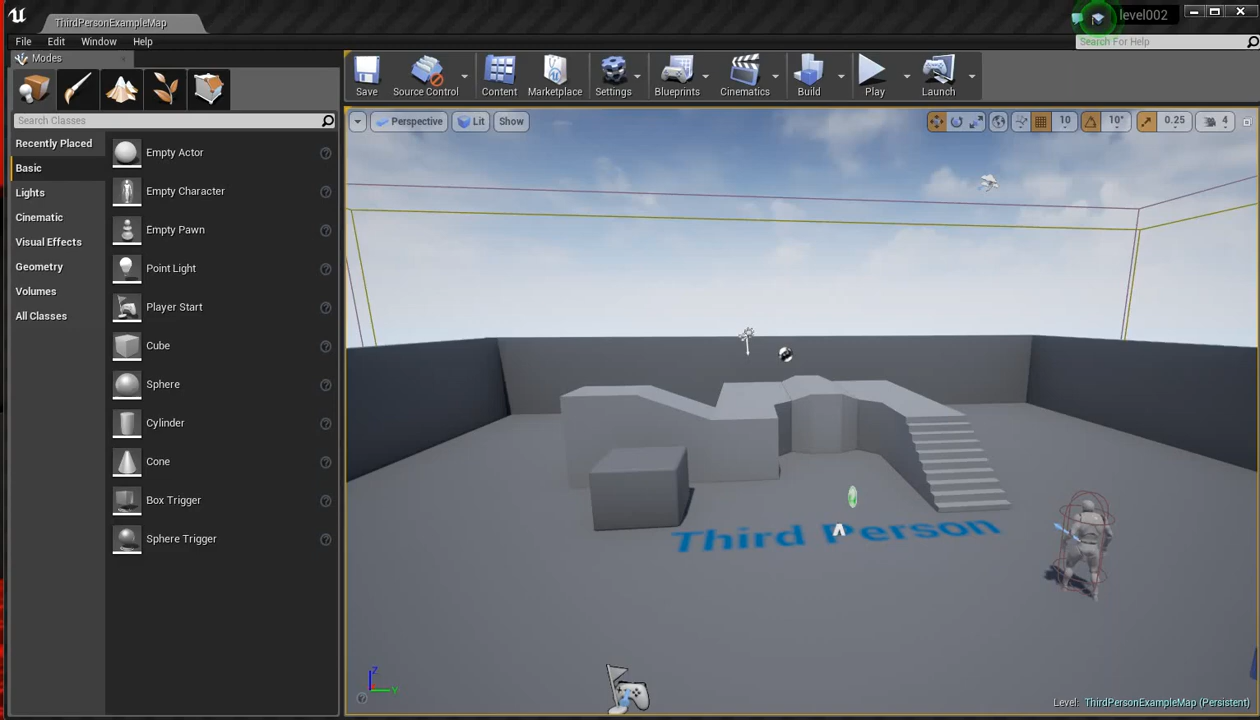 ThirdPersonExampleMap
level002
File Edit Window Help
Search For Help
Modes
Save Source Control Content Marketplace Settings Blueprints Cinematics Build Play Launch
Search Classes
Perspective Lit Show 10 10° 0.25 4
Recently Placed
Basic
Lights
Cinematic
Visual Effects
Geometry
Volumes
All Classes
Empty Actor
Empty Character
Empty Pawn
Point Light
Player Start
Cube
Sphere
Cylinder
Cone
Box Trigger
Sphere Trigger
Third Person
Z
Y
Level: ThirdPersonExampleMap (Persistent)